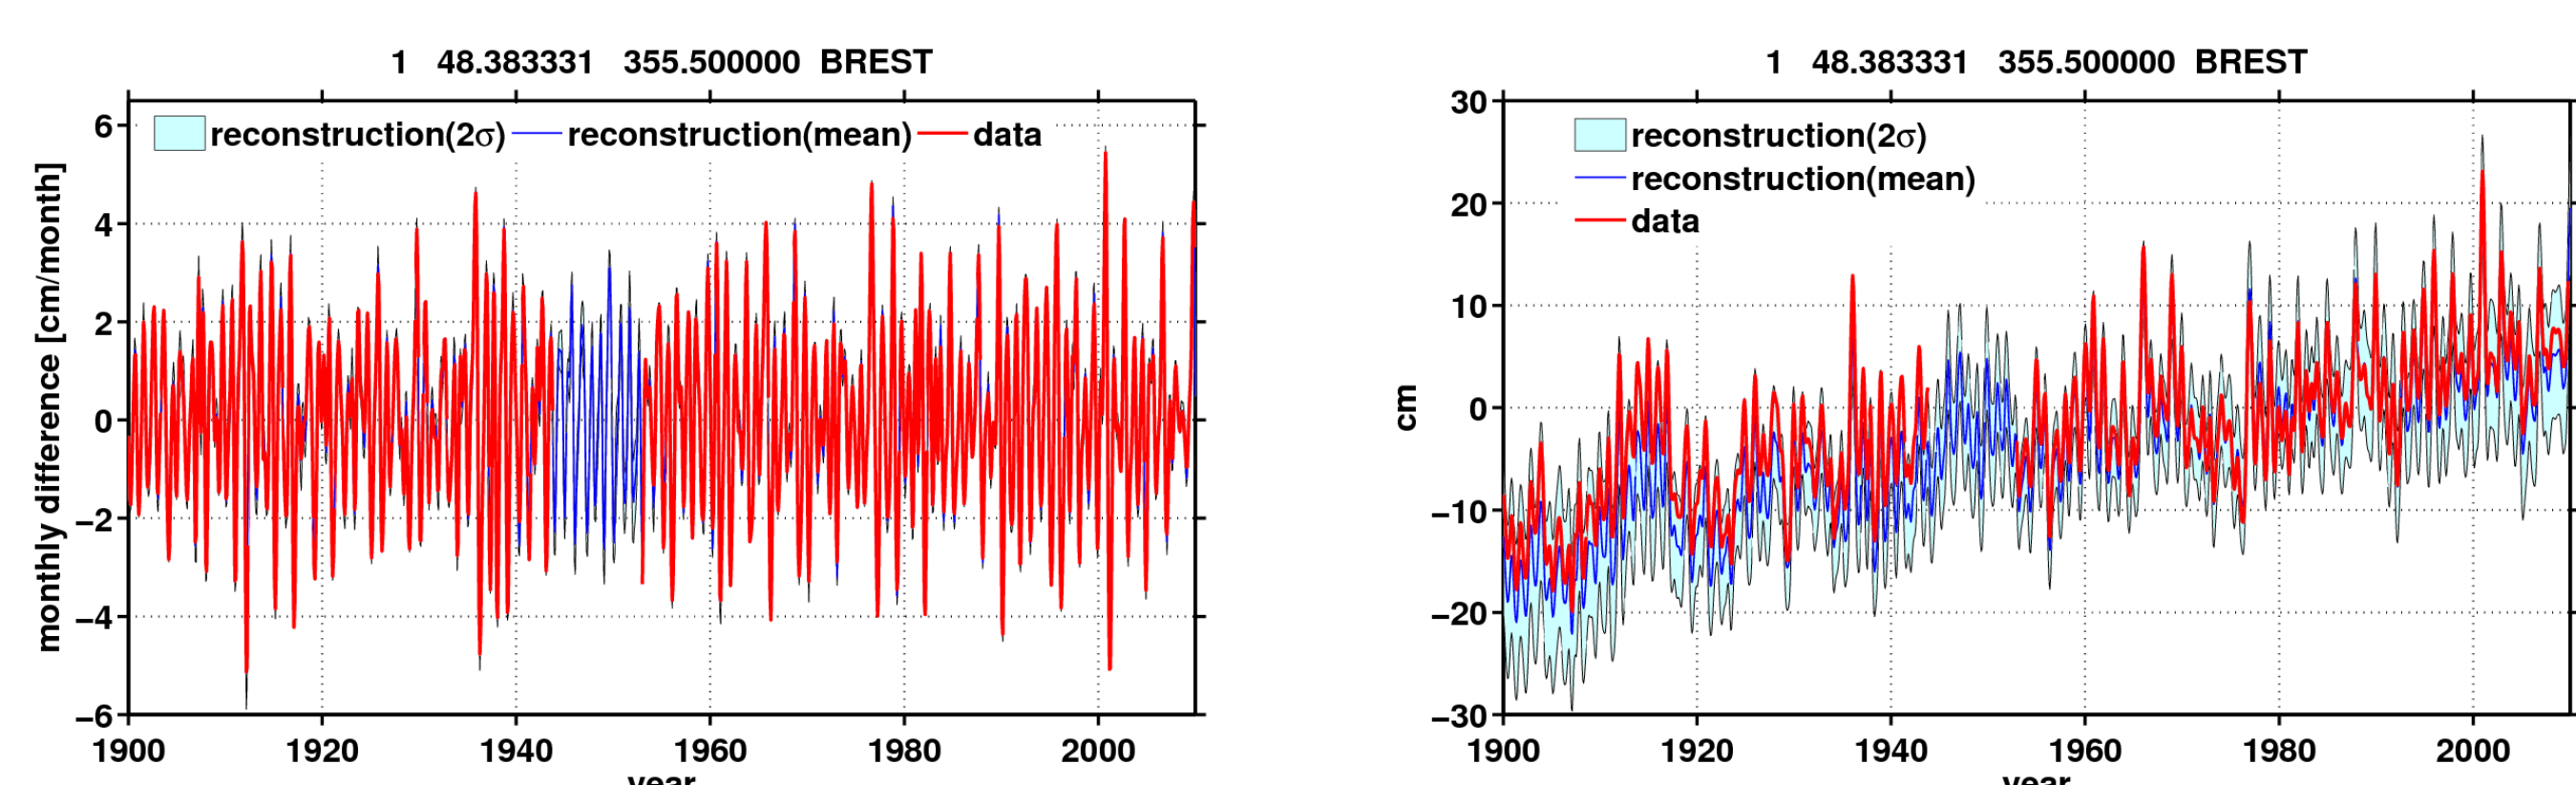 1 48.383331 355.500000 BREST
reconstruction(2σ) reconstruction(mean) data
monthly difference [cm/month]
6
4
2
0
−2
−4
−6
1900 1920 1940 1960 1980 2000
year
1 48.383331 355.500000 BREST
reconstruction(2σ)
reconstruction(mean)
data
cm
30
20
10
0
−10
−20
−30
1900 1920 1940 1960 1980 2000
year